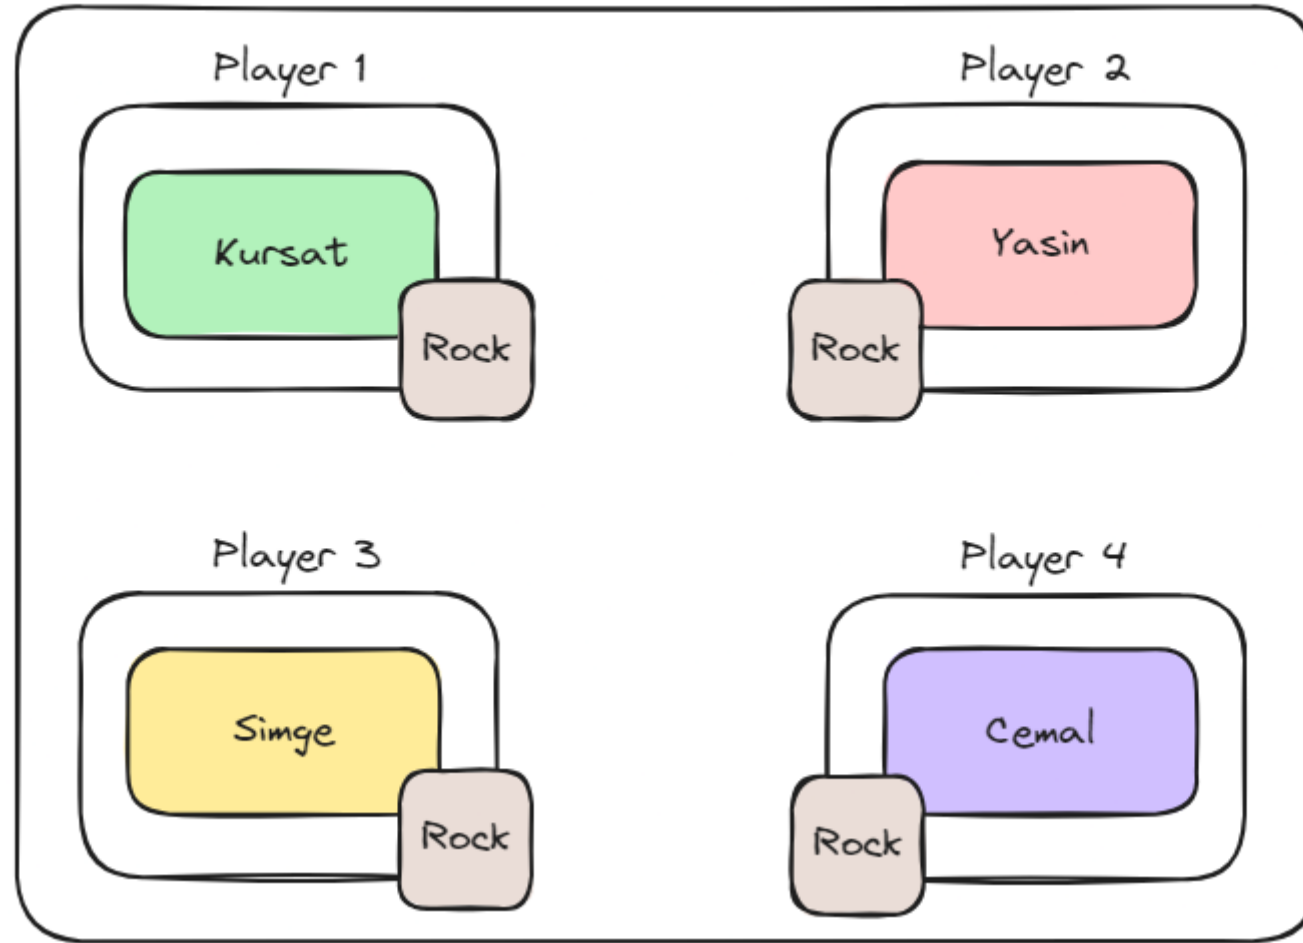 Player 1
Player 2
Kursat
Yasin
Rock
Rock
Player 3
Player 4
Simge
Cemal
Rock
Rock